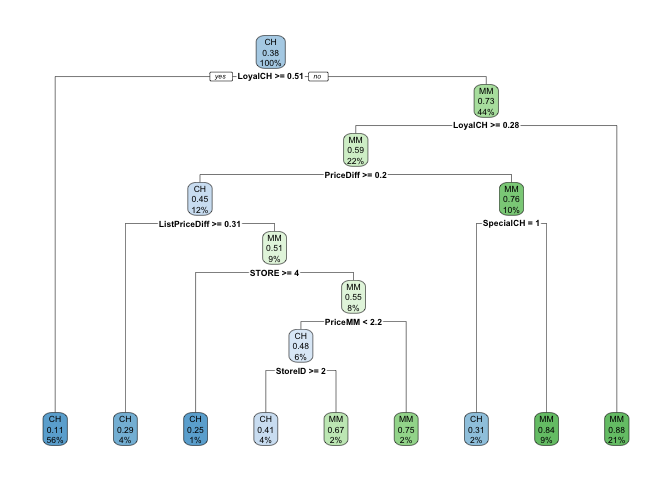 CH
0.38
100%
yes LoyalCH >= 0.51 no
MM
0.73
44%
LoyalCH >= 0.28
MM
0.59
22%
PriceDiff >= 0.2
CH
0.45
12%
MM
0.76
10%
ListPriceDiff >= 0.31
SpecialCH = 1
MM
0.51
9%
STORE >= 4
MM
0.55
8%
PriceMM < 2.2
CH
0.48
6%
StoreID >= 2
CH
0.11
56%
CH
0.29
4%
CH
0.25
1%
CH
0.41
4%
MM
0.67
2%
MM
0.75
2%
CH
0.31
2%
MM
0.84
9%
MM
0.88
21%